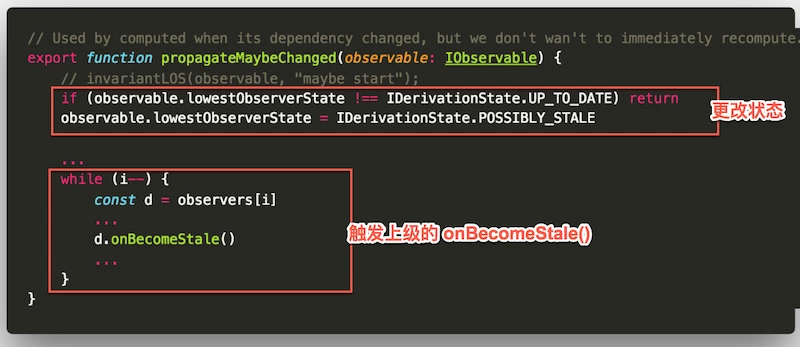 // Used by computed when its dependency changed, but we don't wan't to immediately recompute.
export function propagateMaybeChanged(observable: IObservable) {
// invariantLOS(observable, "maybe start");
if (observable.lowestObserverState !== IDerivationState.UP_TO_DATE) return
observable.lowestObserverState = IDerivationState.POSSIBLY_STALE
更改状态
...
while (i--) {
const d = observers[i]
...
d.onBecomeStale()
触发上级的 onBecomeStale()
...
}
}